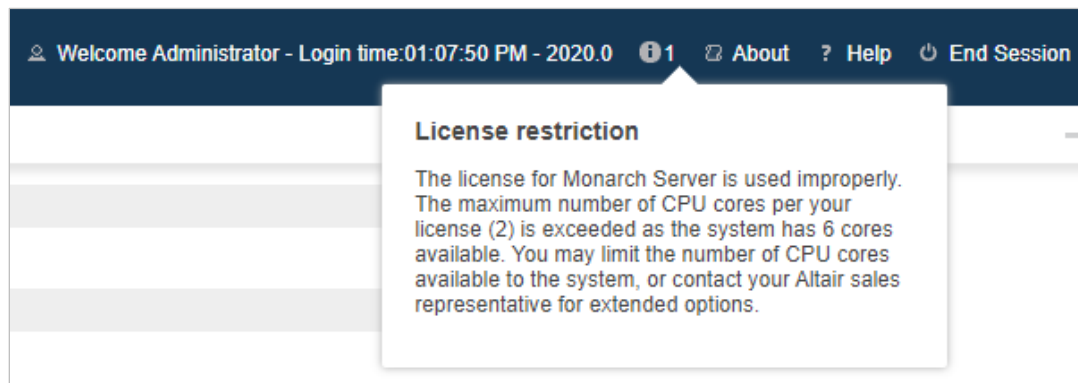 Welcome Administrator - Login time:01:07:50 PM - 2020.0 1 About ? Help End Session
License restriction
The license for Monarch Server is used improperly.
The maximum number of CPU cores per your
license (2) is exceeded as the system has 6 cores
available. You may limit the number of CPU cores
available to the system, or contact your Altair sales
representative for extended options.